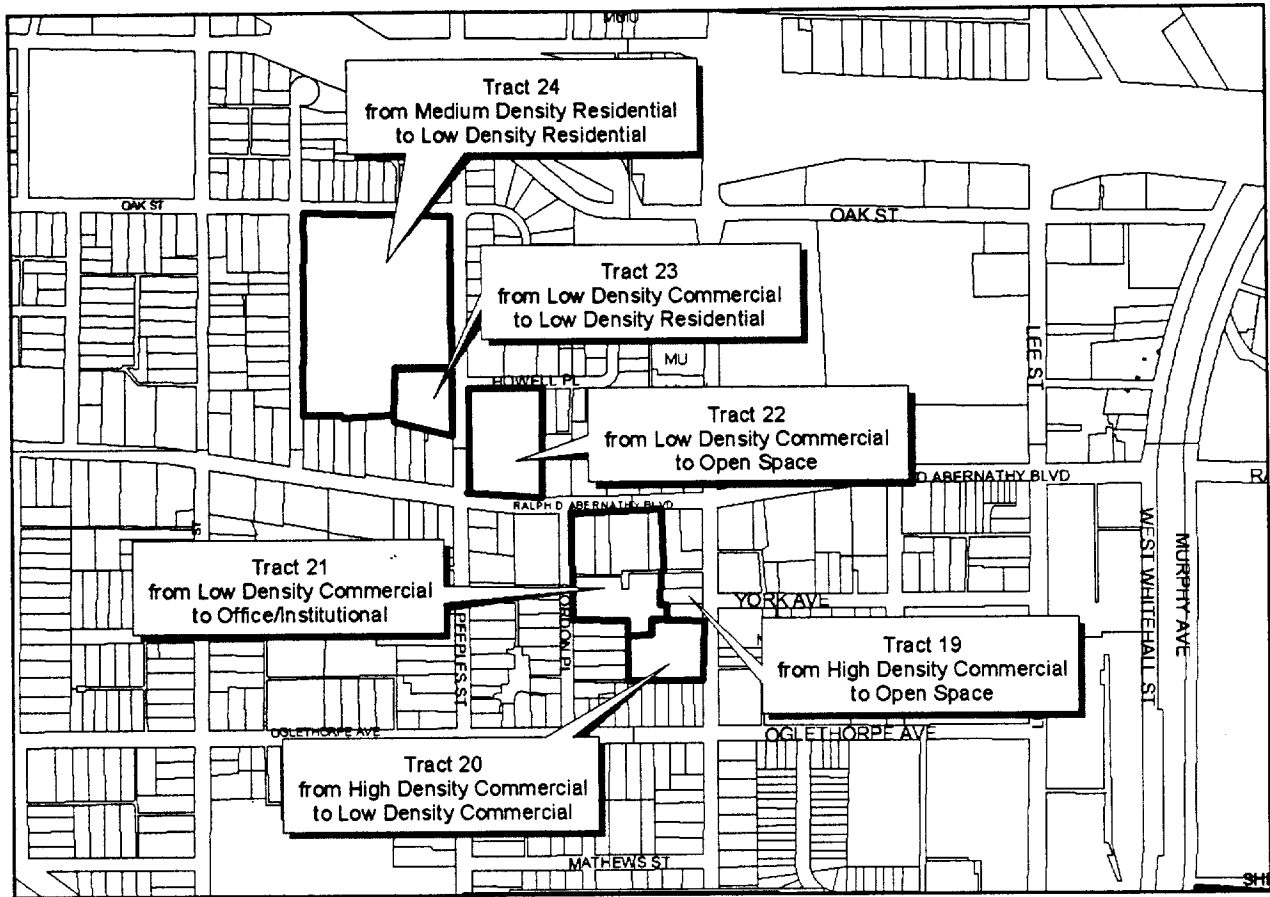 MMU
Tract 24
from Medium Density Residential
to Low Density Residential
OAK ST
OAK ST
Tract 23
from Low Density Commercial
to Low Density Residential
LEE ST
MU
HOWELL PL
Tract 22
from Low Density Commercial
to Open Space
D ABERNATHY BLVD
RALPH D ABERNATHY BLVD
ST
WEST WHITEHALL ST
MURPHY AVE
Tract 21
from Low Density Commercial
to Office/Institutional
PEEPLES ST
ORDON PL
YORK AVE
Tract 19
from High Density Commercial
to Open Space
OGLETHORPE AVE
OGLETHORPE AVE
Tract 20
from High Density Commercial
to Low Density Commercial
MATHEWS ST